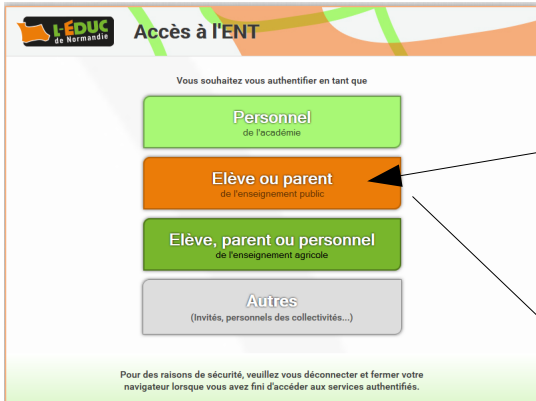 L-ÉDUC
de Normandie
Accès à l'ENT
Vous souhaitez vous authentifier en tant que
Personnel
de l'académie
Elève ou parent
de l'enseignement public
Elève, parent ou personnel
de l'enseignement agricole
Autres
(Invités, personnels des collectivités...)
Pour des raisons de sécurité, veuillez vous déconnecter et fermer votre
navigateur lorsque vous avez fini d'accéder aux services authentifiés.